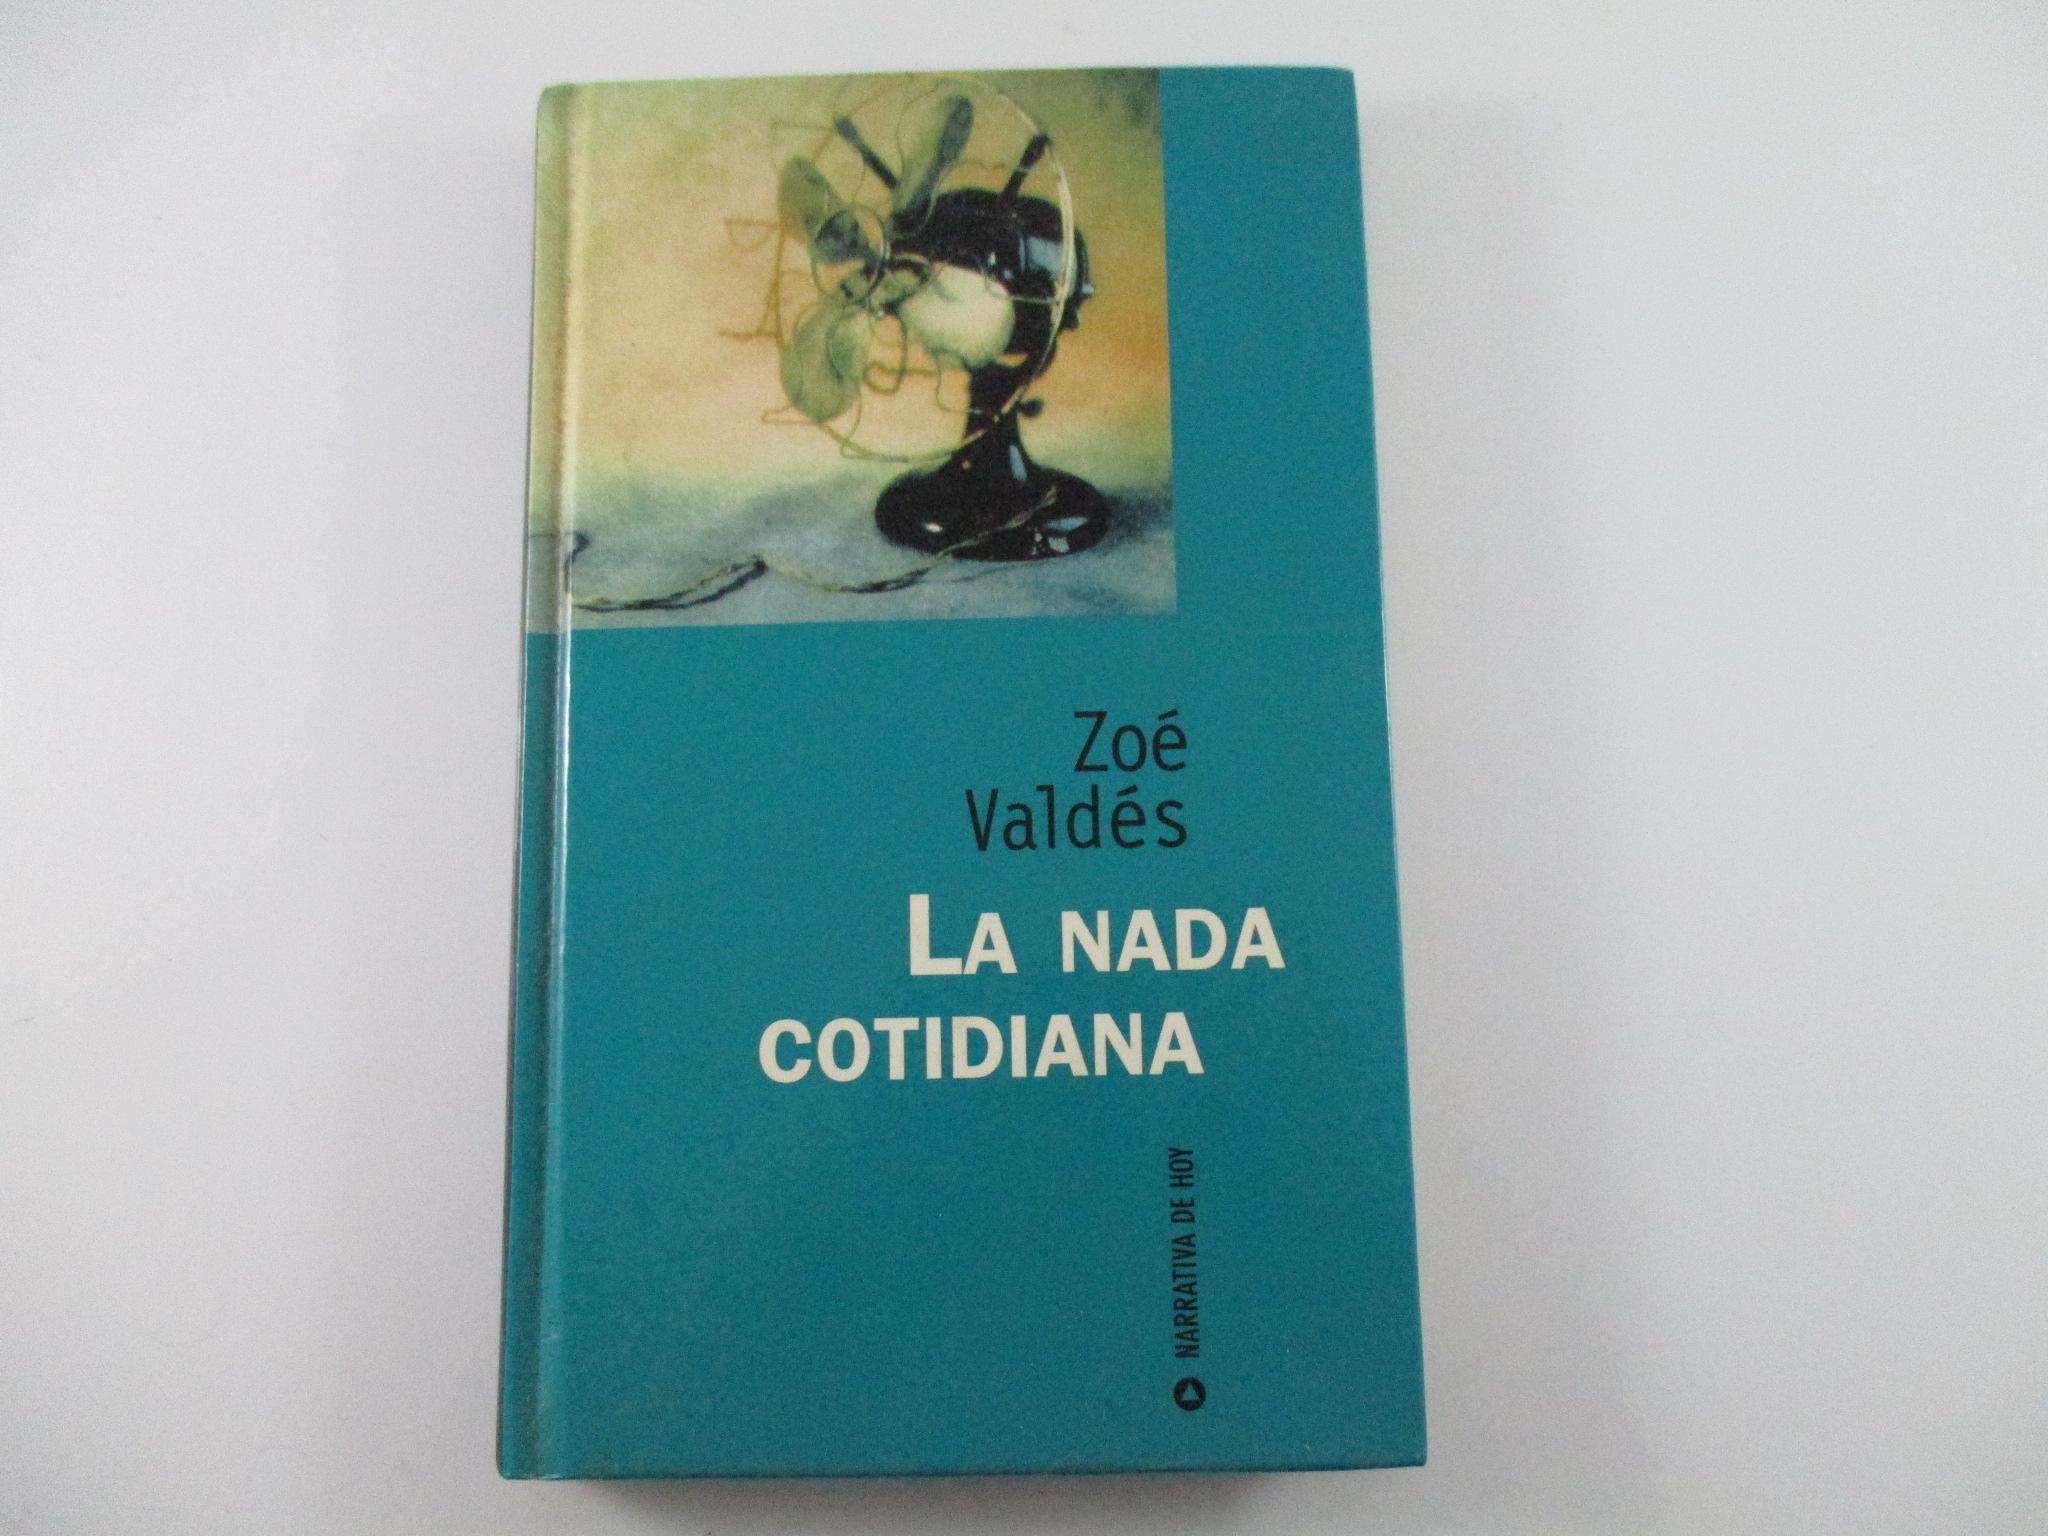 Zoé
Valdés
LA NADA
COTIDIANA
NARRATIVA DE HOY